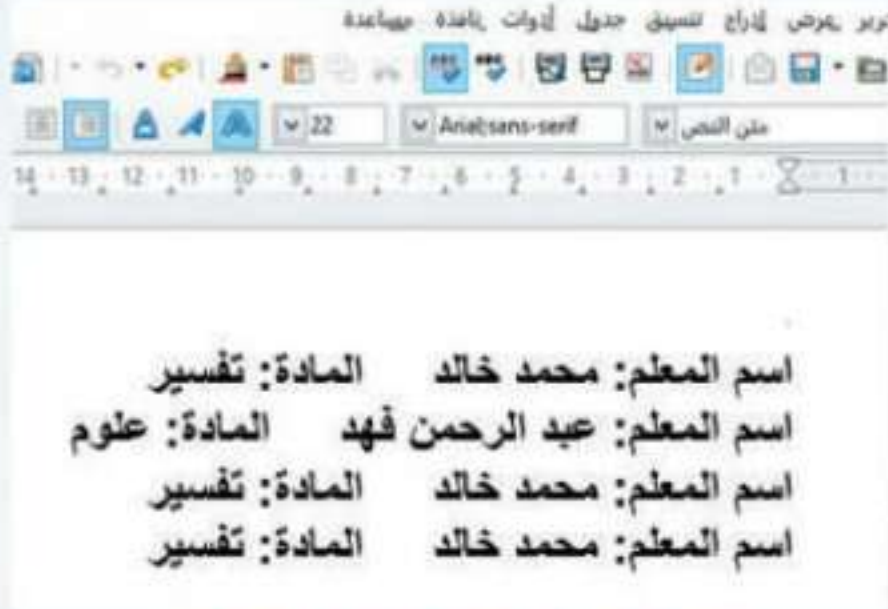 عرض إدراج تنسيق جدول أدوات نافذة مساعدة
متن النص Arial;sans-serif 22
1 1 2 3 4 5 6 7 8 9 10 11 12 13 14
اسم المعلم: محمد خالد المادة: تفسير
اسم المعلم: عبد الرحمن فهد المادة: علوم
اسم المعلم: محمد خالد المادة: تفسير
اسم المعلم: محمد خالد المادة: تفسير